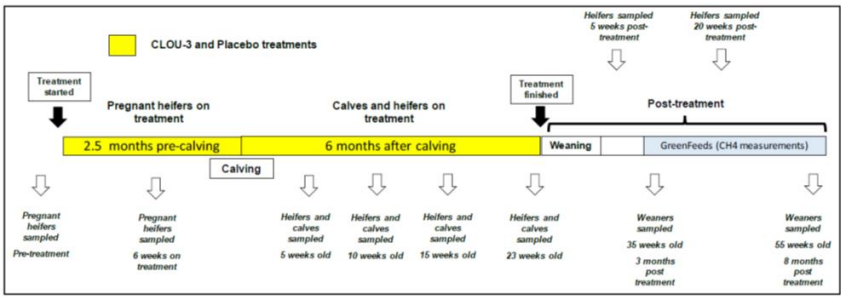 Heifers sampled
5 weeks post-
treatment
Heifers sampled
20 weeks post-
treatment
CLOU-3 and Placebo treatments
Treatment
started
Pregnant heifers on
treatment
Calves and heifers on
treatment
Treatment
finished
Post-treatment
2.5 months pre-calving
6 months after calving
Weaning
GreenFeeds (CH4 measurements)
Calving
Pregnant
heifers
sampled
Pre-treatment
Pregnant
heifers
sampled
6 weeks on
treatment
Heifers and
calves
sampled
5 weeks old
Heifers and
calves
sampled
10 weeks old
Heifers and
calves
sampled
15 weeks old
Heifers and
calves
sampled
23 weeks old
Weaners
sampled
35 weeks old
3 months
post
treatment
Weaners
sampled
55 weeks old
8 months
post
treatment